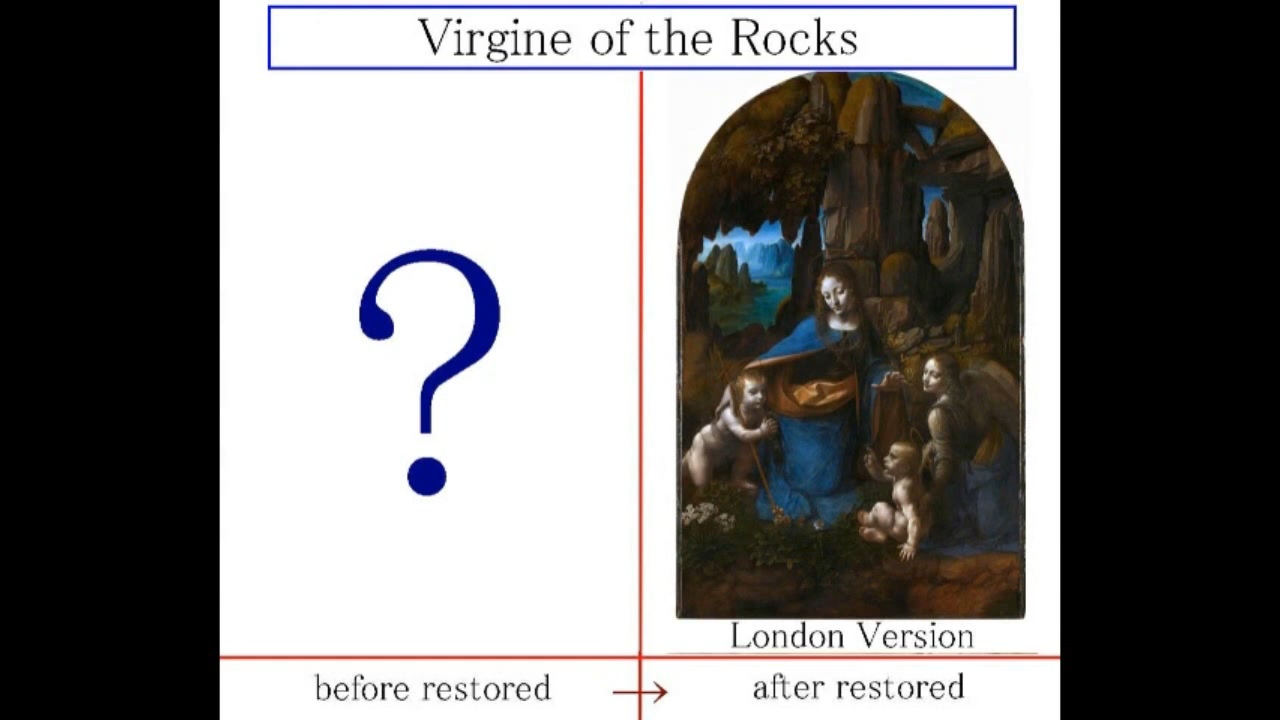 Virgine of the Rocks
?
London Version
before restored → after restored